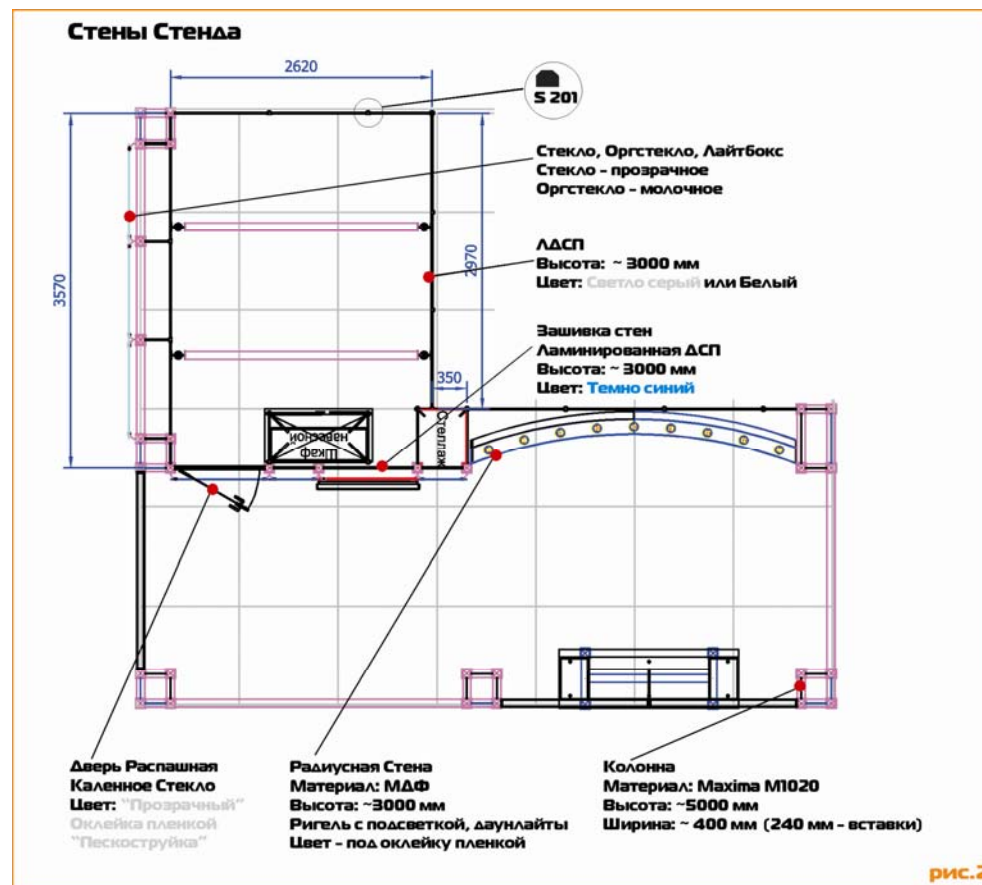 Стены Стенда
2620
S 201
3570
2970
Стекло, Оргстекло, Лайтбокс
Стекло - прозрачное
Оргстекло - молочное
ЛДСП
Высота: ~ 3000 мм
Цвет: Светло серый или Белый
Зашивка стен
Ламинированная ДСП
Высота: ~ 3000 мм
Цвет: Темно синий
350
Стеллаж
Шкаф
навесной
Дверь Распашная
Каленное Стекло
Цвет: "Прозрачный"
Оклейка пленкой
"Пескоструйка"
Радиусная Стена
Материал: МДФ
Высота: ~3000 мм
Ригель с подсветкой, даунлайты
Цвет - под оклейку пленкой
Колонна
Материал: Maxima M1020
Высота: ~5000 мм
Ширина: ~ 400 мм (240 мм - вставки)
рис.2